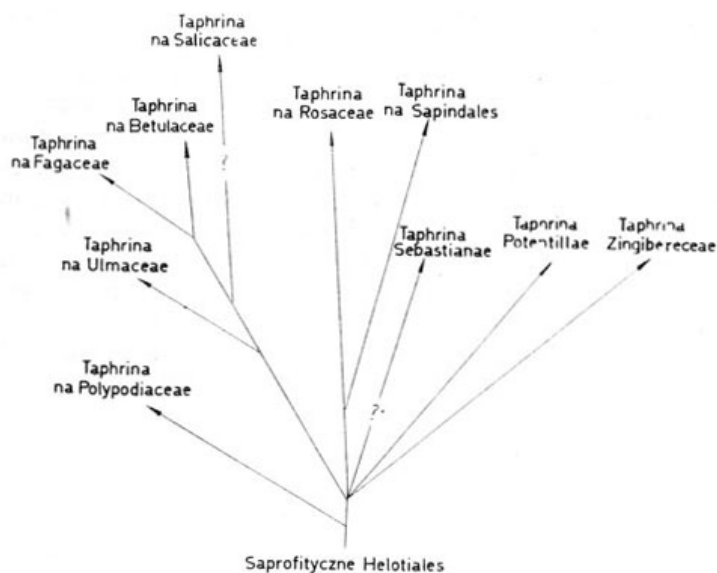 Taphrina
na Salicaceae
Taphrina
na Betulaceae
Taphrina
na Rosaceae
Taphrina
na Sapindales
Taphrina
na Fagaceae
?
Taphrina
na Ulmaceae
Taphrina
Sebastianae
Taphrina
Potentillae
Taphrina
Zingibereceae
Taphrina
na Polypodiaceae
?
Saprofityczne Helotiales